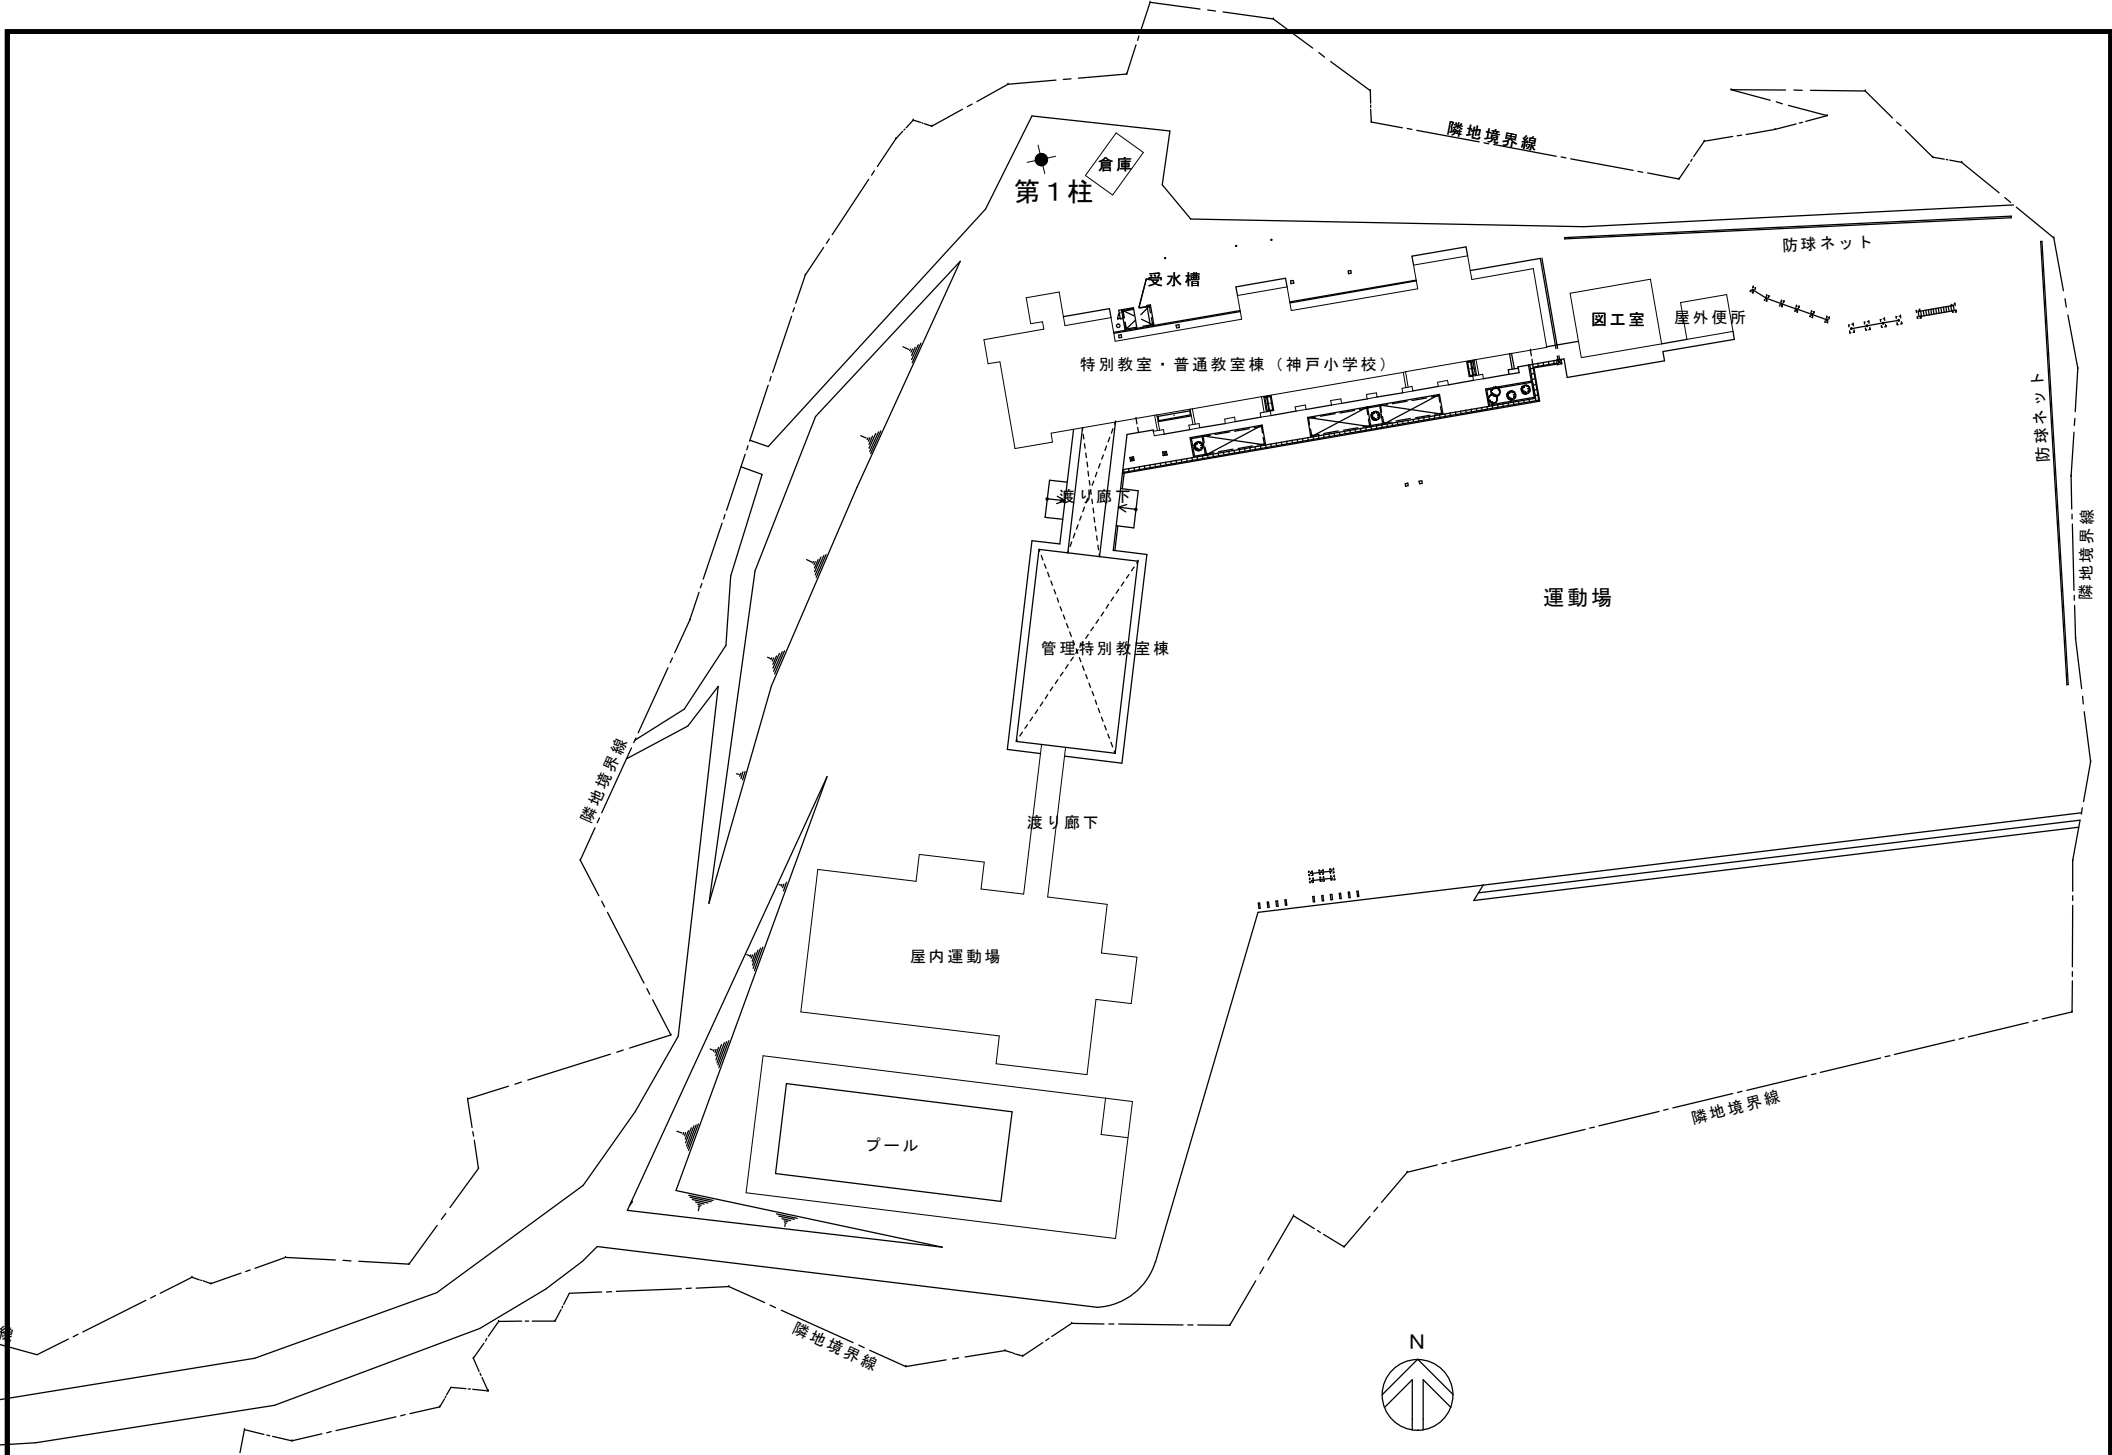 隣地境界線
倉庫
第1柱
防球ネット
受水槽
図工室
屋外便所
特別教室・普通教室棟（神戸小学校）
防球ネット
渡り廊下
隣地境界線
運動場
管理特別教室棟
隣地境界線
渡り廊下
屋内運動場
隣地境界線
プール
線
隣地境界線
N